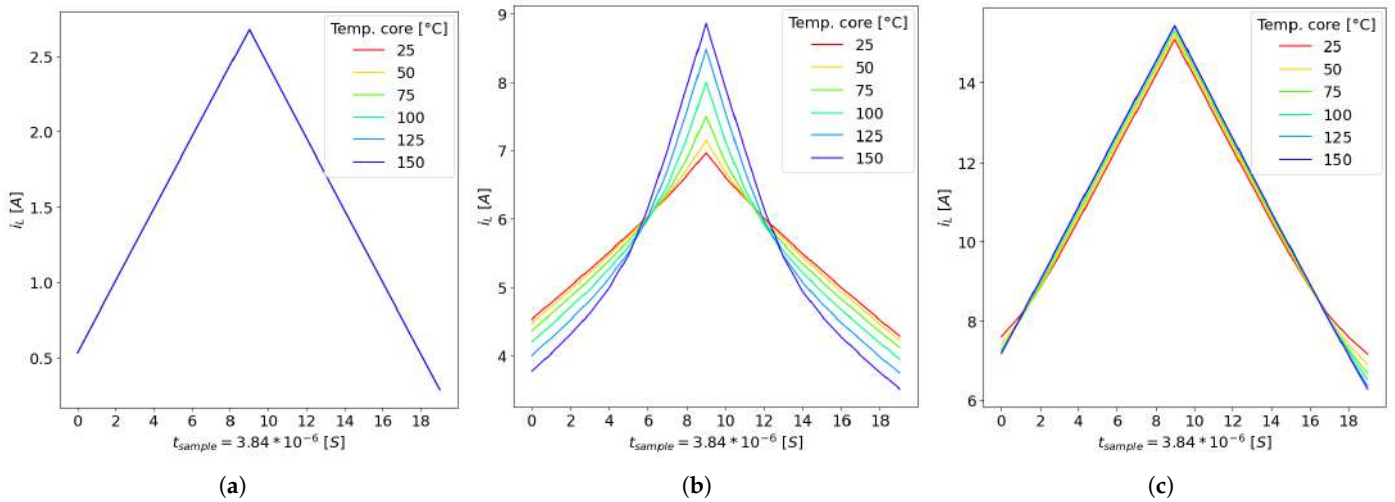 Temp. core [°C]
25
50
75
100
125
150
2.5
2.0
1.5
1.0
0.5
i_L [A]
0 2 4 6 8 10 12 14 16 18
t_sample = 3.84 * 10^-6 [S]
(a)
Temp. core [°C]
25
50
75
100
125
150
9
8
7
6
5
4
i_L [A]
0 2 4 6 8 10 12 14 16 18
t_sample = 3.84 * 10^-6 [S]
(b)
Temp. core [°C]
25
50
75
100
125
150
14
12
10
8
6
i_L [A]
0 2 4 6 8 10 12 14 16 18
t_sample = 3.84 * 10^-6 [S]
(c)